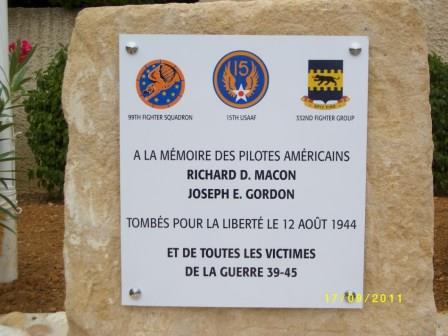 99TH FIGHTER SQUADRON
15
15TH USAAF
332ND FIGHTER GROUP
A LA MÉMOIRE DES PILOTES AMÉRICAINS
RICHARD D. MACON
JOSEPH E. GORDON
TOMBÉS POUR LA LIBERTÉ LE 12 AOÛT 1944
ET DE TOUTES LES VICTIMES
DE LA GUERRE 39-45
17/09/2011